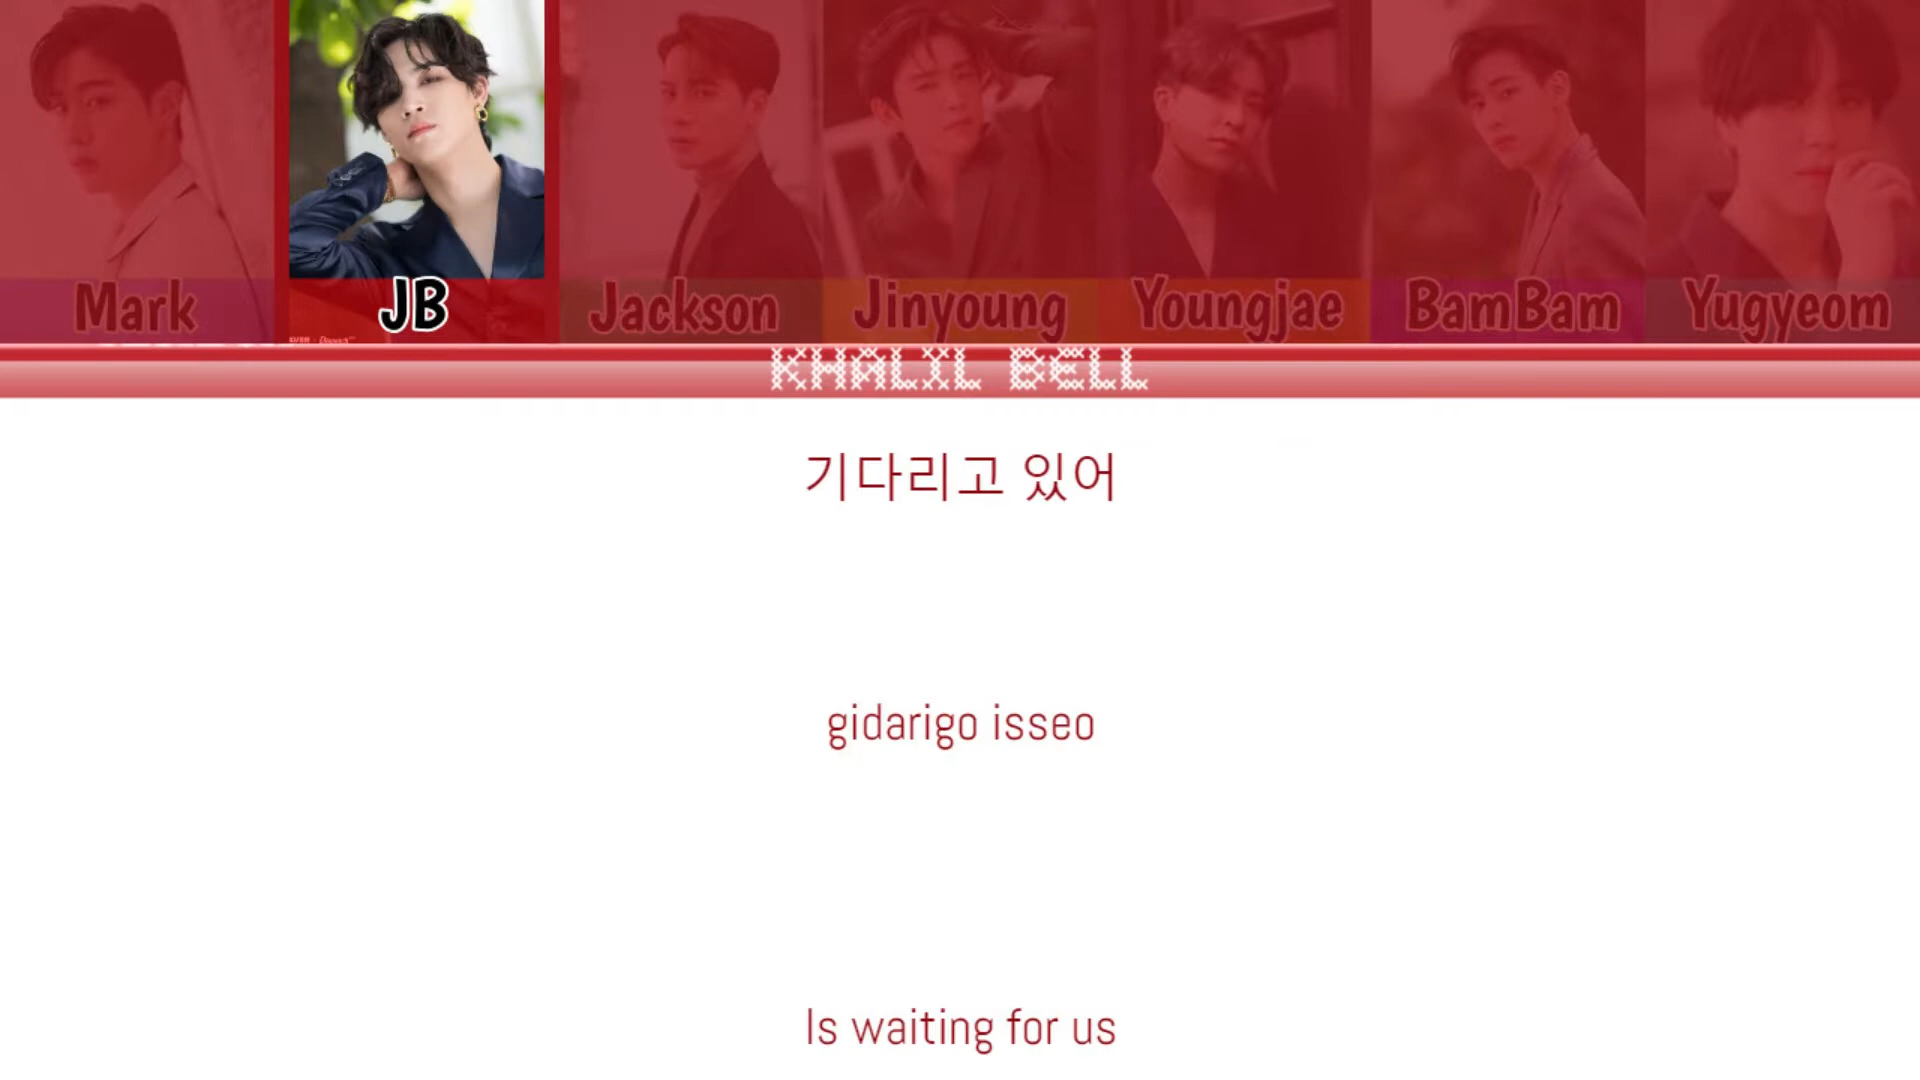 Mark
JB
Jackson
Jinyoung
Youngjae
BamBam
Yugyeom
KHALIL BELL
기다리고 있어
gidarigo isseo
Is waiting for us